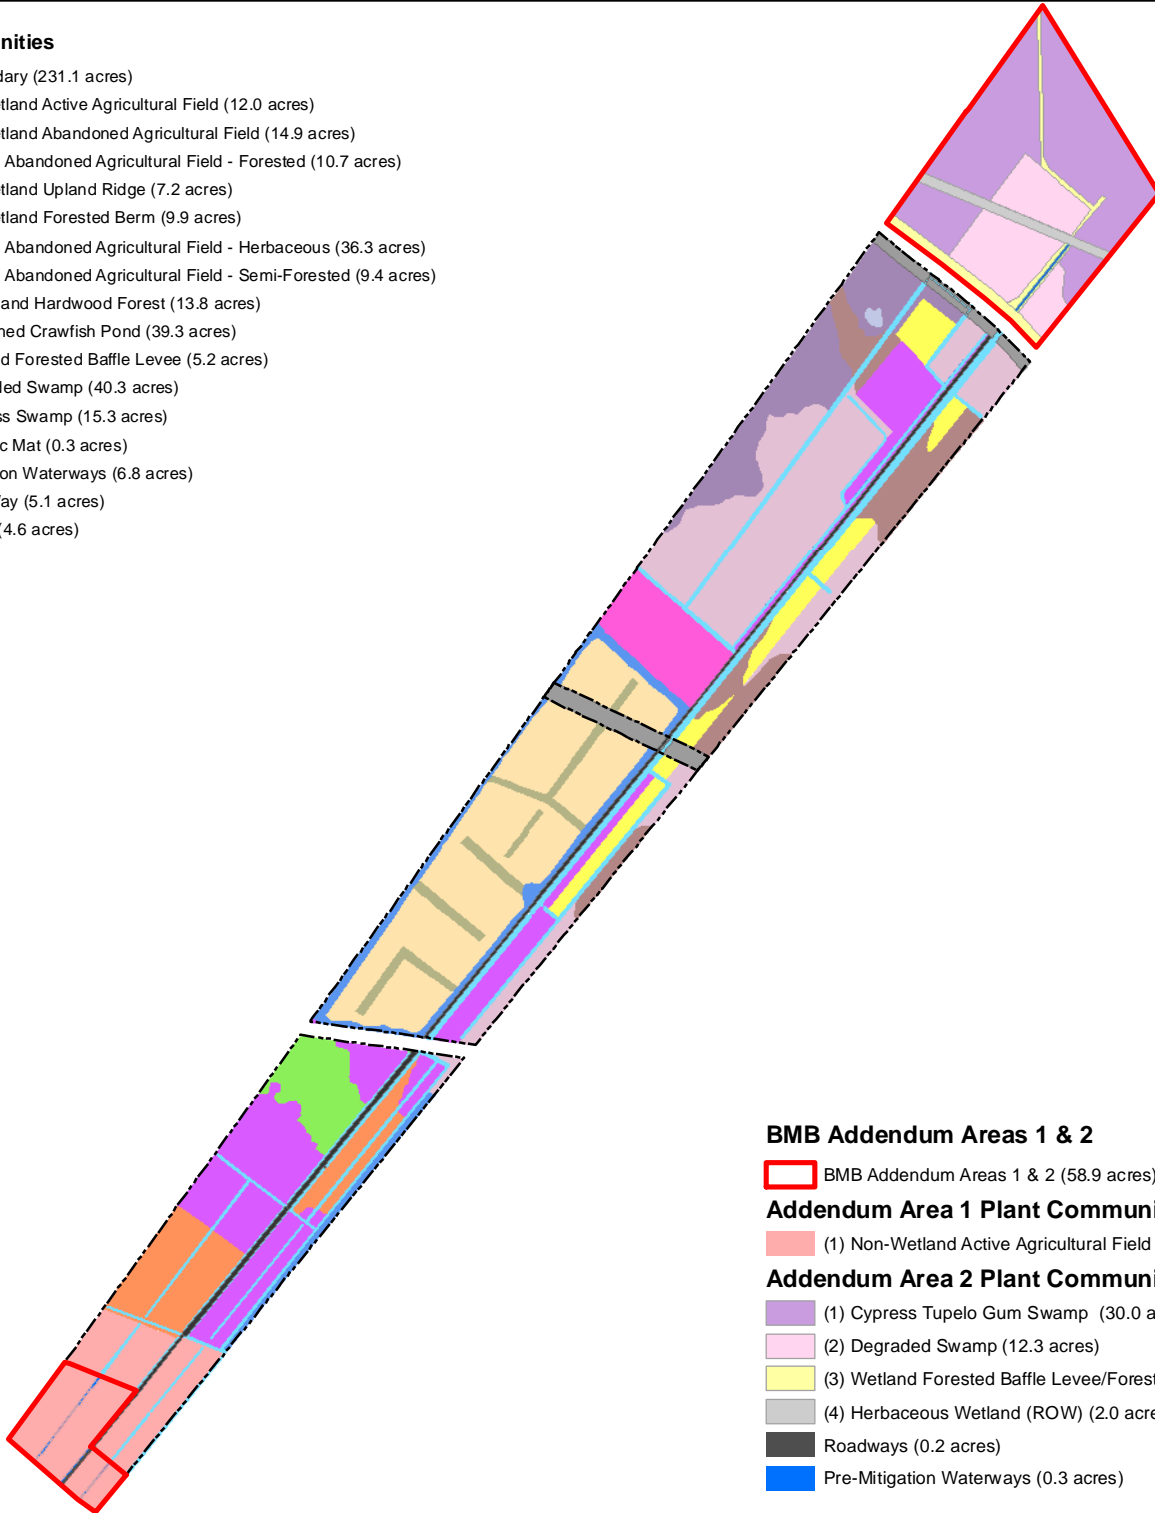 nities
dary (231.1 acres)
tland Active Agricultural Field (12.0 acres)
tland Abandoned Agricultural Field (14.9 acres)
Abandoned Agricultural Field - Forested (10.7 acres)
tland Upland Ridge (7.2 acres)
tland Forested Berm (9.9 acres)
Abandoned Agricultural Field - Herbaceous (36.3 acres)
Abandoned Agricultural Field - Semi-Forested (9.4 acres)
and Hardwood Forest (13.8 acres)
ned Crawfish Pond (39.3 acres)
d Forested Baffle Levee (5.2 acres)
led Swamp (40.3 acres)
ss Swamp (15.3 acres)
c Mat (0.3 acres)
on Waterways (6.8 acres)
ay (5.1 acres)
(4.6 acres)
BMB Addendum Areas 1 & 2
BMB Addendum Areas 1 & 2 (58.9 acres)
Addendum Area 1 Plant Communi
(1) Non-Wetland Active Agricultural Field
Addendum Area 2 Plant Communi
(1) Cypress Tupelo Gum Swamp (30.0 a
(2) Degraded Swamp (12.3 acres)
(3) Wetland Forested Baffle Levee/Forest
(4) Herbaceous Wetland (ROW) (2.0 acre
Roadways (0.2 acres)
Pre-Mitigation Waterways (0.3 acres)